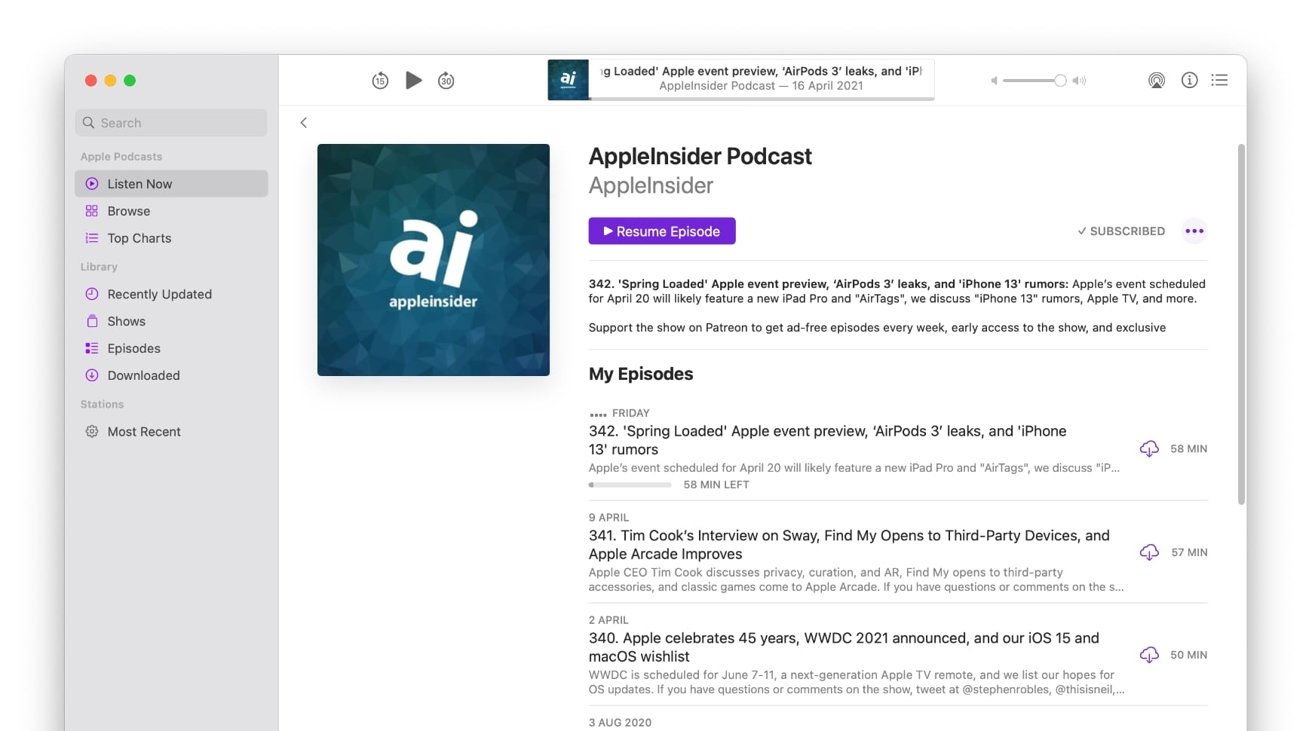 15
30
ai
appleinsider
g Loaded' Apple event preview, ‘AirPods 3’ leaks, and 'iPl
AppleInsider Podcast — 16 April 2021
Search
Apple Podcasts
Listen Now
Browse
Top Charts
Library
Recently Updated
Shows
Episodes
Downloaded
Stations
Most Recent
ai
appleinsider
AppleInsider Podcast
AppleInsider
Resume Episode
✓ SUBSCRIBED
342. 'Spring Loaded' Apple event preview, ‘AirPods 3’ leaks, and 'iPhone 13' rumors: Apple’s event scheduled
for April 20 will likely feature a new iPad Pro and "AirTags", we discuss "iPhone 13" rumors, Apple TV, and more.
Support the show on Patreon to get ad-free episodes every week, early access to the show, and exclusive
My Episodes
FRIDAY
342. 'Spring Loaded' Apple event preview, ‘AirPods 3’ leaks, and 'iPhone
13' rumors
Apple’s event scheduled for April 20 will likely feature a new iPad Pro and "AirTags", we discuss "iP...
58 MIN LEFT
58 MIN
9 APRIL
341. Tim Cook’s Interview on Sway, Find My Opens to Third-Party Devices, and
Apple Arcade Improves
Apple CEO Tim Cook discusses privacy, curation, and AR, Find My opens to third-party
accessories, and classic games come to Apple Arcade. If you have questions or comments on the s...
57 MIN
2 APRIL
340. Apple celebrates 45 years, WWDC 2021 announced, and our iOS 15 and
macOS wishlist
WWDC is scheduled for June 7-11, a next-generation Apple TV remote, and we list our hopes for
OS updates. If you have questions or comments on the show, tweet at @stephenrobles, @thisisneil,...
50 MIN
3 AUG 2020